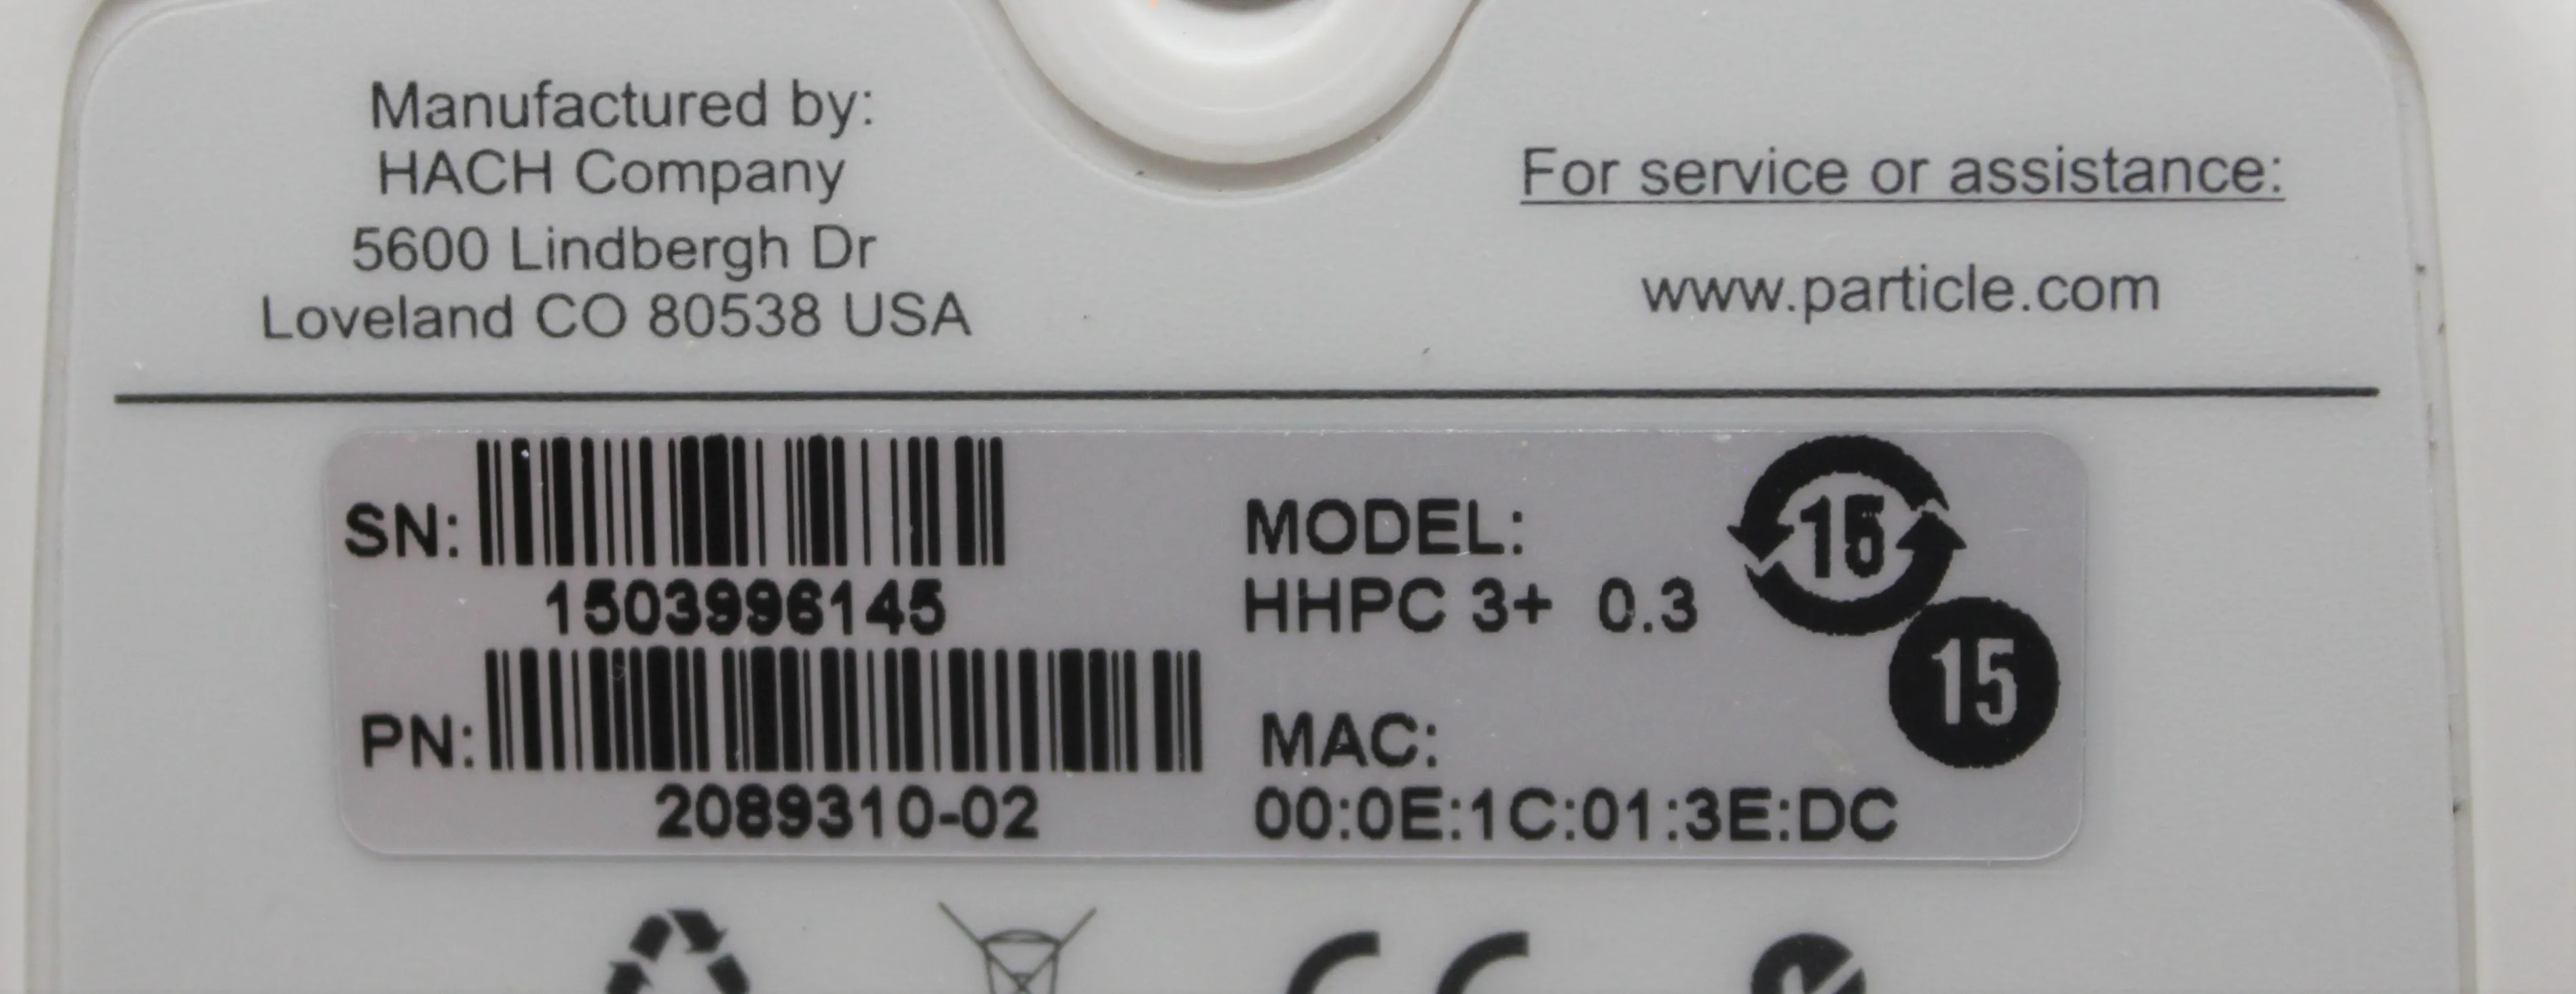 Manufactured by:
HACH Company
5600 Lindbergh Dr
Loveland CO 80538 USA
For service or assistance:
www.particle.com
SN:
1503996145
PN:
2089310-02
MODEL:
HHPC 3+ 0.3
MAC:
00:0E:1C:01:3E:DC
15
15
CE